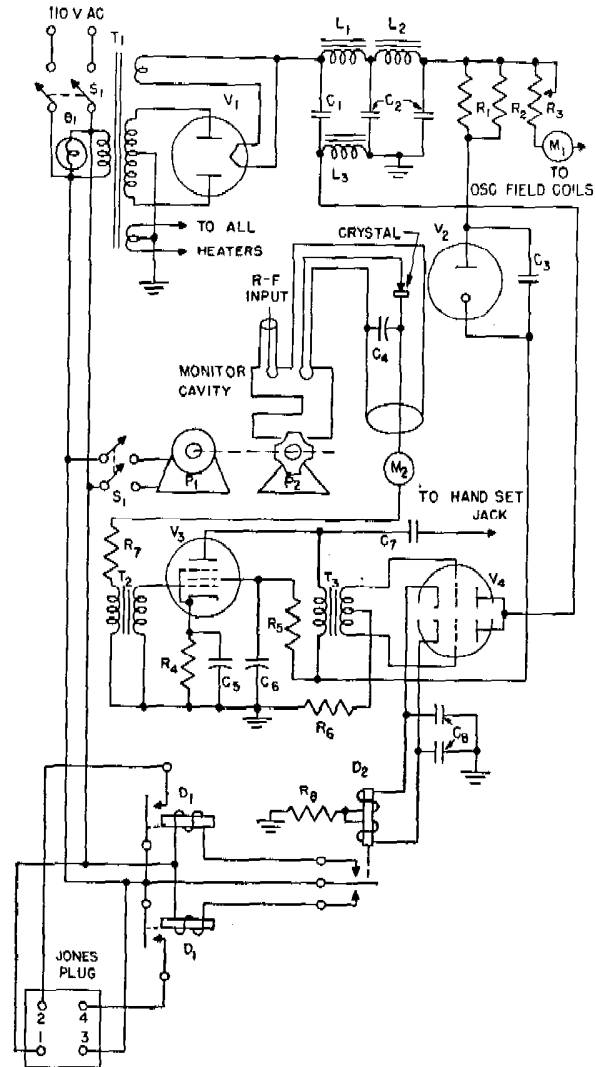 110 V AC
T1
L1
L2
S1
B1
V1
C1
C2
R1
R2
R3
M1
L3
TO
OSC FIELD COILS
TO ALL
HEATERS
CRYSTAL
V2
C3
R-F
INPUT
C4
MONITOR
CAVITY
M2
P1
P2
S1
TO HAND SET
JACK
R7
V3
C7
T2
T3
V4
R5
R4
C5
C6
R6
C8
D2
R8
D1
D1
JONES
PLUG
2
4
1
3